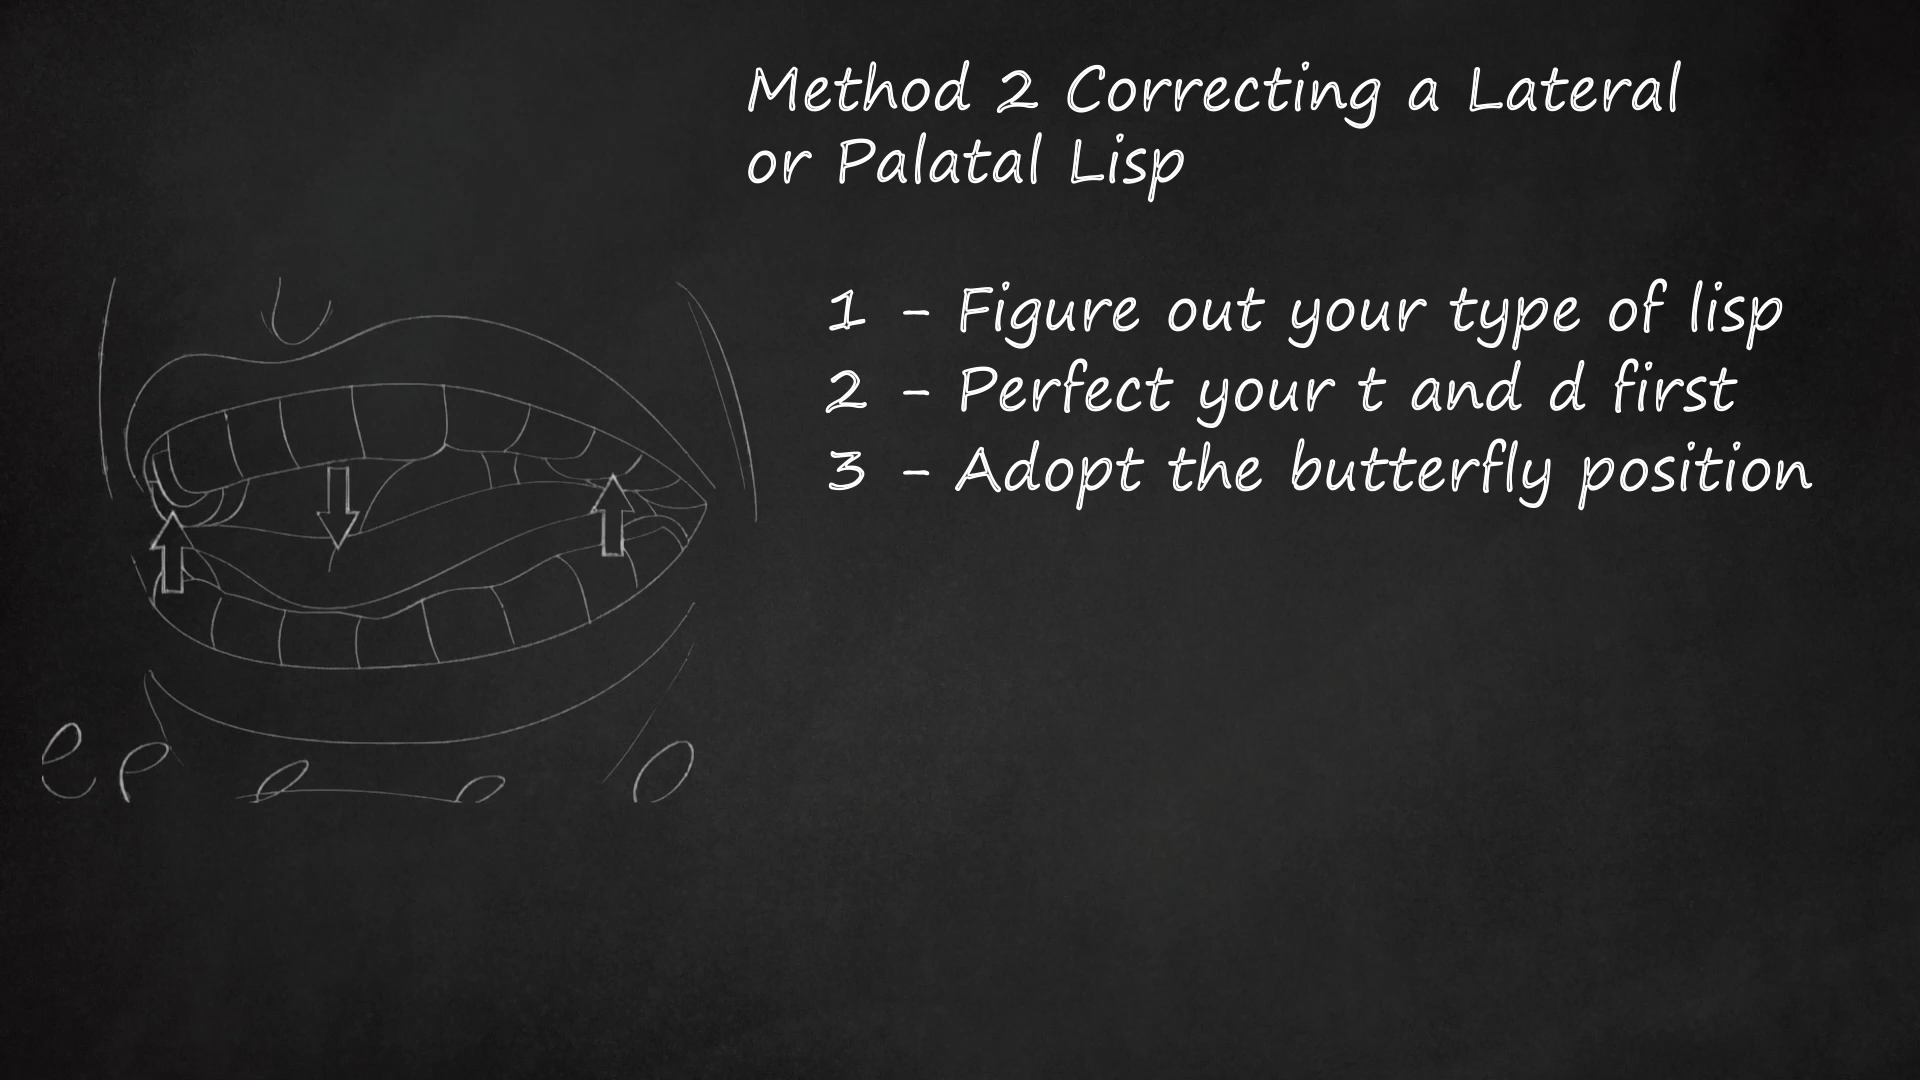 Method 2 Correcting a Lateral
or Palatal Lisp
1 - Figure out your type of lisp
2 - Perfect your t and d first
3 - Adopt the butterfly position